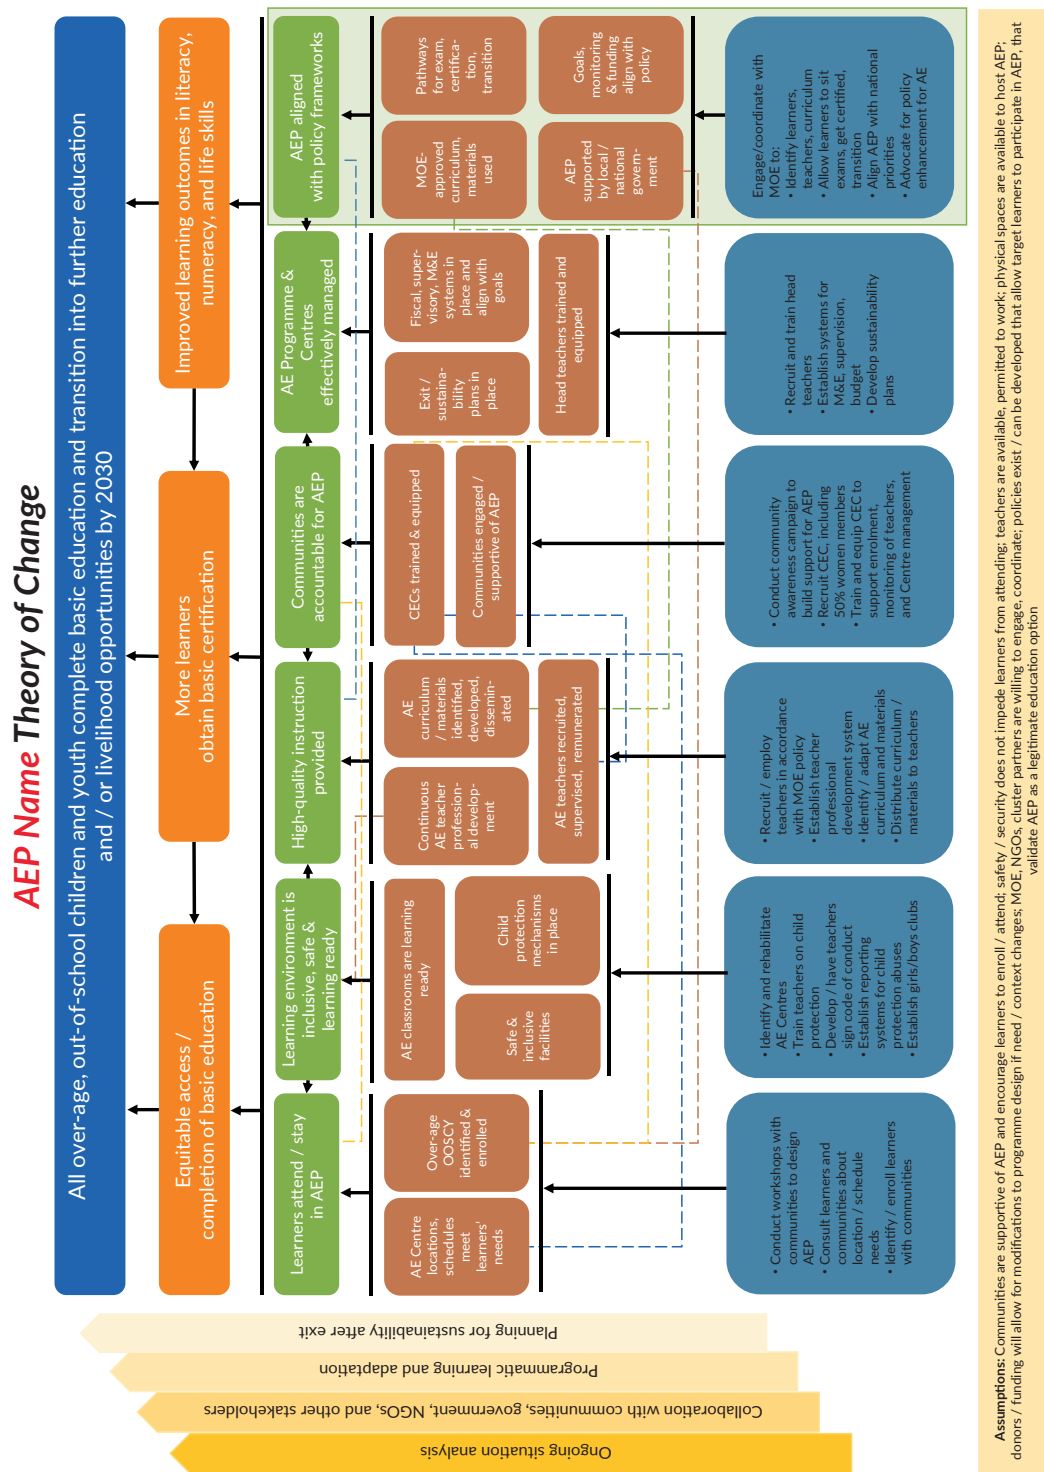 AEP Name Theory of Change
All over-age, out-of-school children and youth complete basic education and transition into further education
and / or livelihood opportunities by 2030
Equitable access /
completion of basic education
More learners
obtain basic certification
Improved learning outcomes in literacy,
numeracy, and life skills
Learners attend / stay
in AEP
Learning environment is
inclusive, safe &
learning ready
High-quality instruction
provided
Communities are
accountable for AEP
AE Programme &
Centres
effectively managed
AEP aligned
with policy frameworks
AE Centre
locations,
schedules
meet
learners'
needs
Over-age
OOSCY
identified &
enrolled
AE classrooms are learning
ready
Safe &
inclusive
facilities
Child
protection
mechanisms
in place
Continuous
AE teacher
profession-
al develop-
ment
AE
curriculum
/ materials
identified,
developed,
dissemin-
ated
AE teachers recruited,
supervised, remunerated
CECs trained & equipped
Communities engaged /
supportive of AEP
Exit /
sustaina-
bility
plans in
place
Fiscal, super-
visory, M&E
systems in
place and
align with
goals
Head teachers trained and
equipped
MOE-
approved
curriculum,
materials
used
Pathways
for exam,
certifica-
tion,
transition
AEP
supported
by local /
national
govern-
ment
Goals,
monitoring
& funding
align with
policy
• Conduct workshops with
communities to design
AEP
• Consult learners and
communities about
location / schedule
needs
• Identify / enroll learners
with communities
• Identify and rehabilitate
AE Centres
• Train teachers on child
protection
• Develop / have teachers
sign code of conduct
• Establish reporting
systems for child
protection abuses
• Establish girls/boys clubs
• Recruit / employ
teachers in accordance
with MOE policy
• Establish teacher
professional
development system
• Identify / adapt AE
curriculum and materials
• Distribute curriculum /
materials to teachers
• Conduct community
awareness campaign to
build support for AEP
• Recruit CEC, including
50% women members
• Train and equip CEC to
support enrolment,
monitoring of teachers,
and Centre management
• Recruit and train head
teachers
• Establish systems for
M&E, supervision,
budget
• Develop sustainability
plans
Engage/coordinate with
MOE to:
• Identify learners,
teachers, curriculum
• Allow learners to sit
exams, get certified,
transition
• Align AEP with national
priorities
• Advocate for policy
enhancement for AE
Planning for sustainability after exit
Programmatic learning and adaptation
Collaboration with communities, government, NGOs, and other stakeholders
Ongoing situation analysis
Assumptions: Communities are supportive of AEP and encourage learners to enroll / attend; safety / security does not impede learners from attending; teachers are available, permitted to work; physical spaces are available to host AEP;
donors / funding will allow for modifications to programme design if need / context changes; MOE, NGOs, cluster partners are willing to engage, coordinate; policies exist / can be developed that allow target learners to participate in AEP, that
validate AEP as a legitimate education option